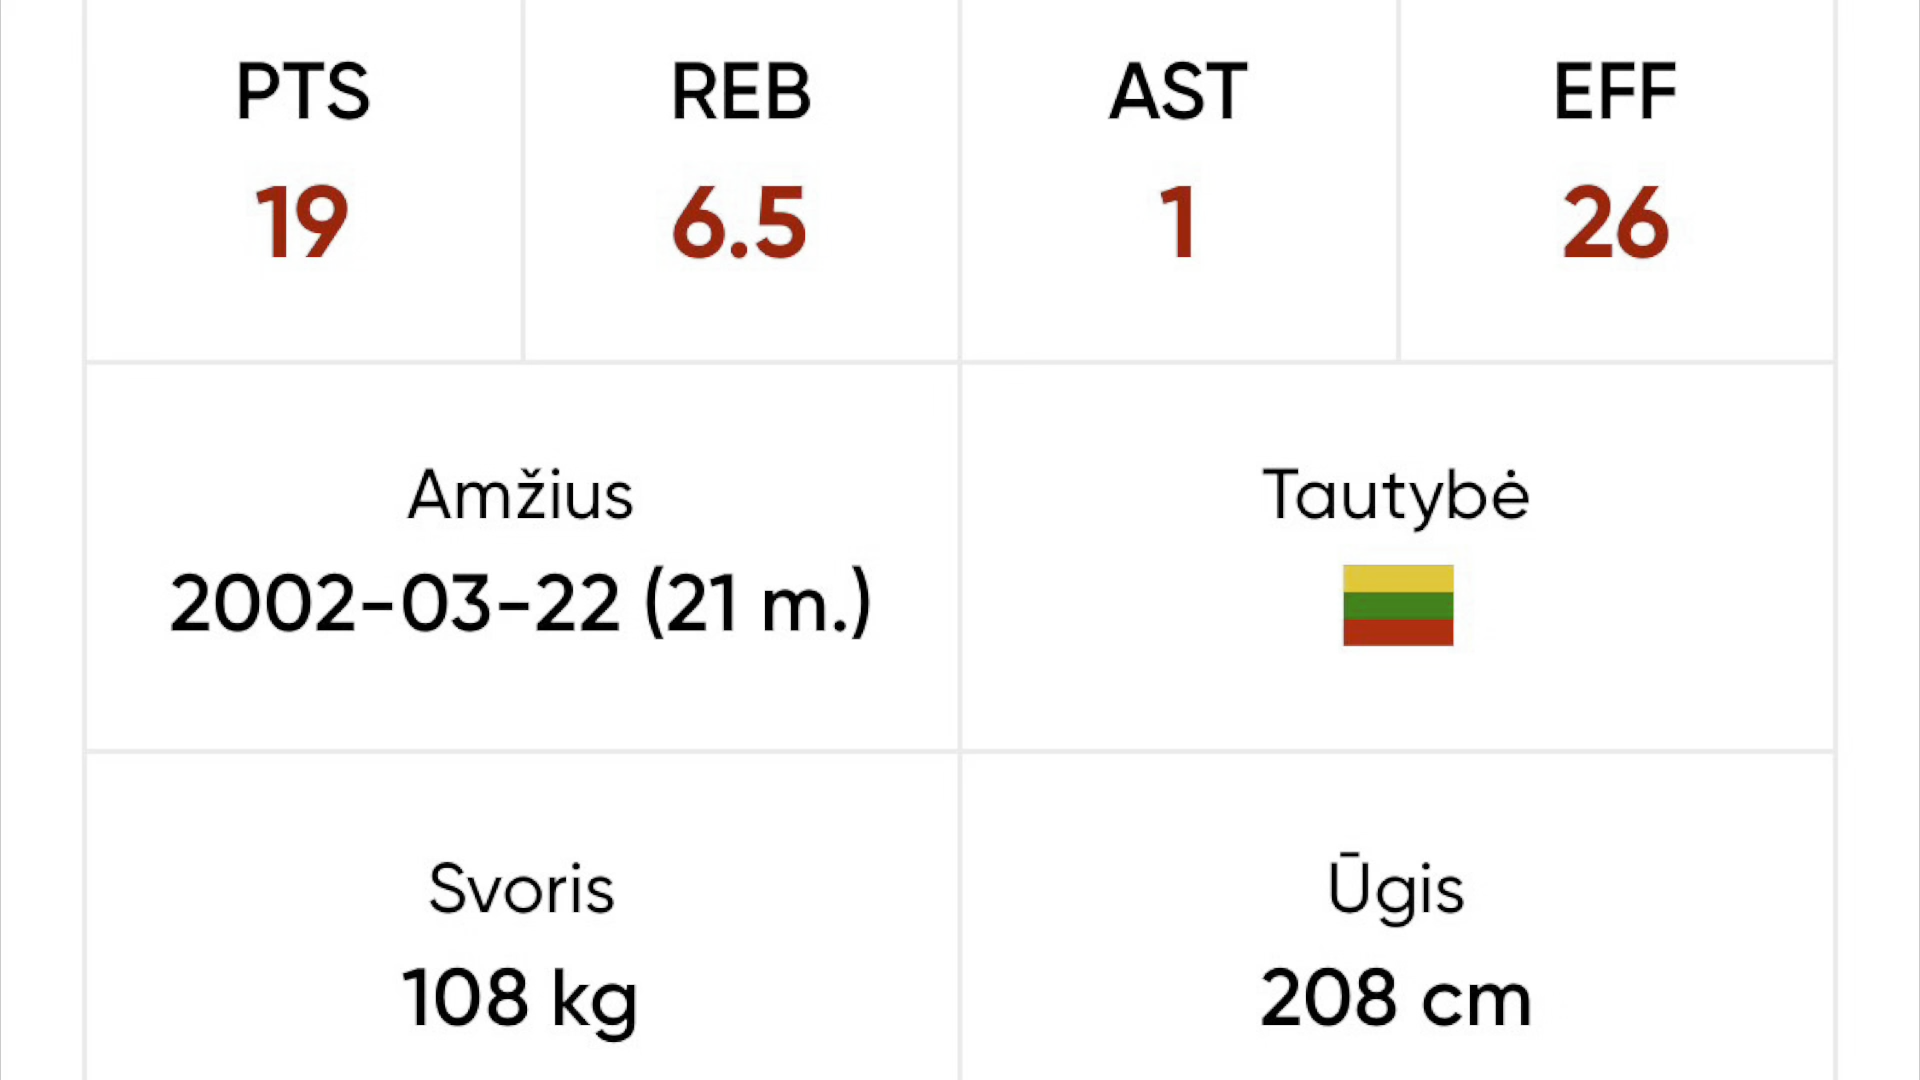 PTS REB AST EFF
19 6.5 1 26
Amžius Tautybė
2002-03-22 (21 m.)
Svoris Ūgis
108 kg 208 cm